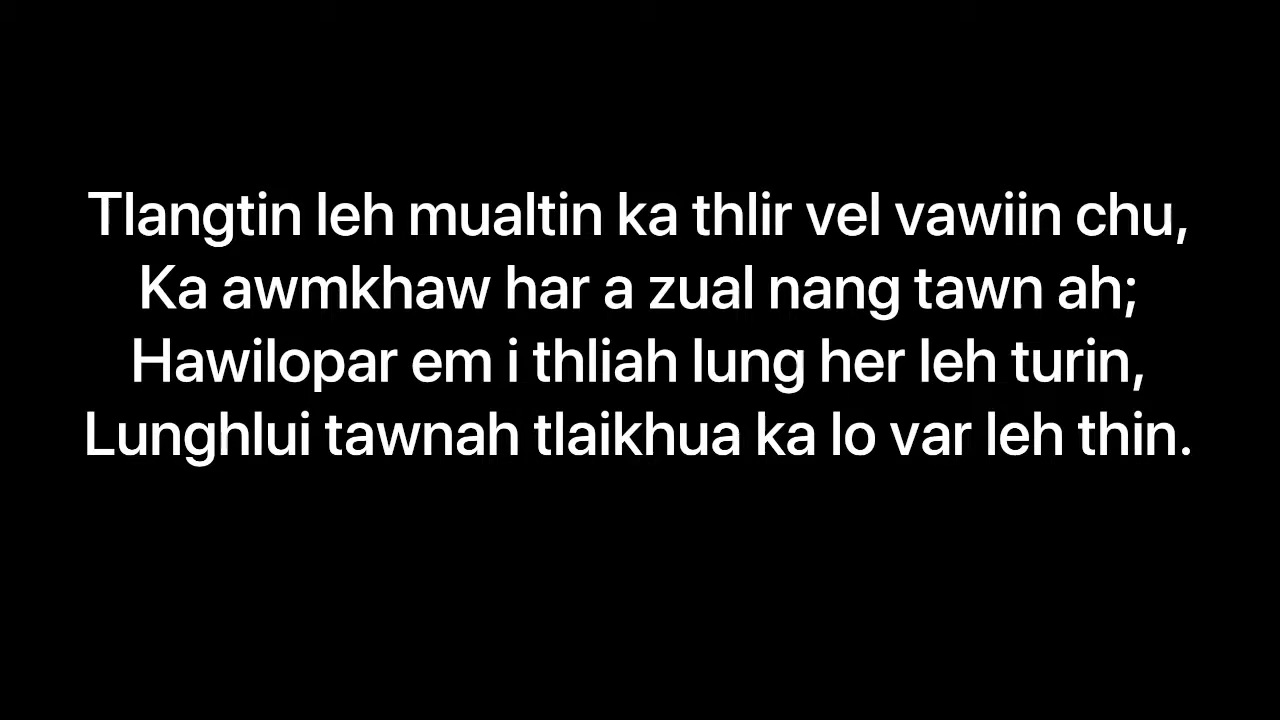 Tlangtin leh mualtin ka thlir vel vawiin chu,
Ka awmkhaw har a zual nang tawn ah;
Hawilopar em i thliah lung her leh turin,
Lunghlui tawnah tlaikhua ka lo var leh thin.